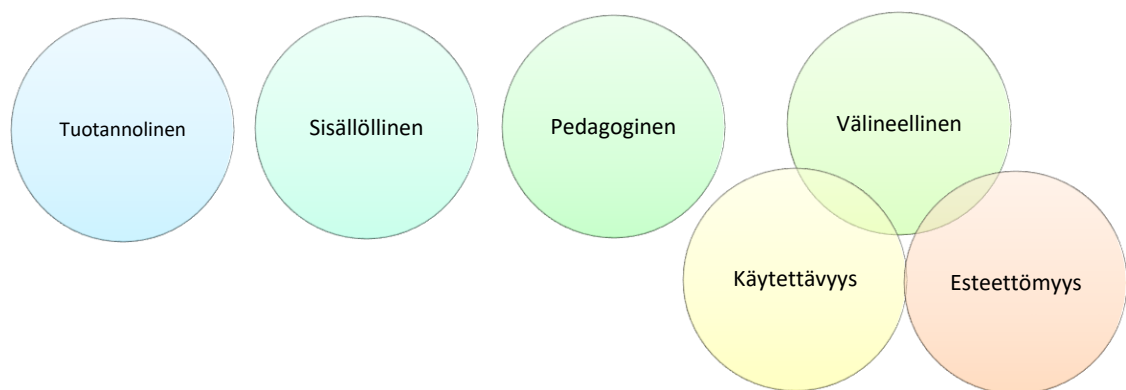 Tuotannolinen
Sisällöllinen
Pedagoginen
Välineellinen
Käytettävyys
Esteettömyys